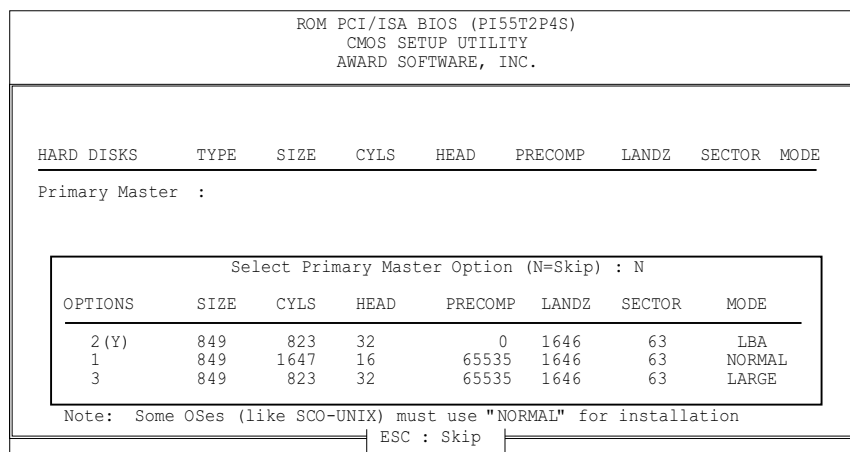 ROM PCI/ISA BIOS (PI55T2P4S)
CMOS SETUP UTILITY
AWARD SOFTWARE, INC.
HARD DISKS TYPE SIZE CYLS HEAD PRECOMP LANDZ SECTOR MODE
Primary Master :
Select Primary Master Option (N=Skip) : N
OPTIONS SIZE CYLS HEAD PRECOMP LANDZ SECTOR MODE
2(Y) 849 823 32 0 1646 63 LBA
1 849 1647 16 65535 1646 63 NORMAL
3 849 823 32 65535 1646 63 LARGE
Note: Some OSes (like SCO-UNIX) must use "NORMAL" for installation
ESC : Skip